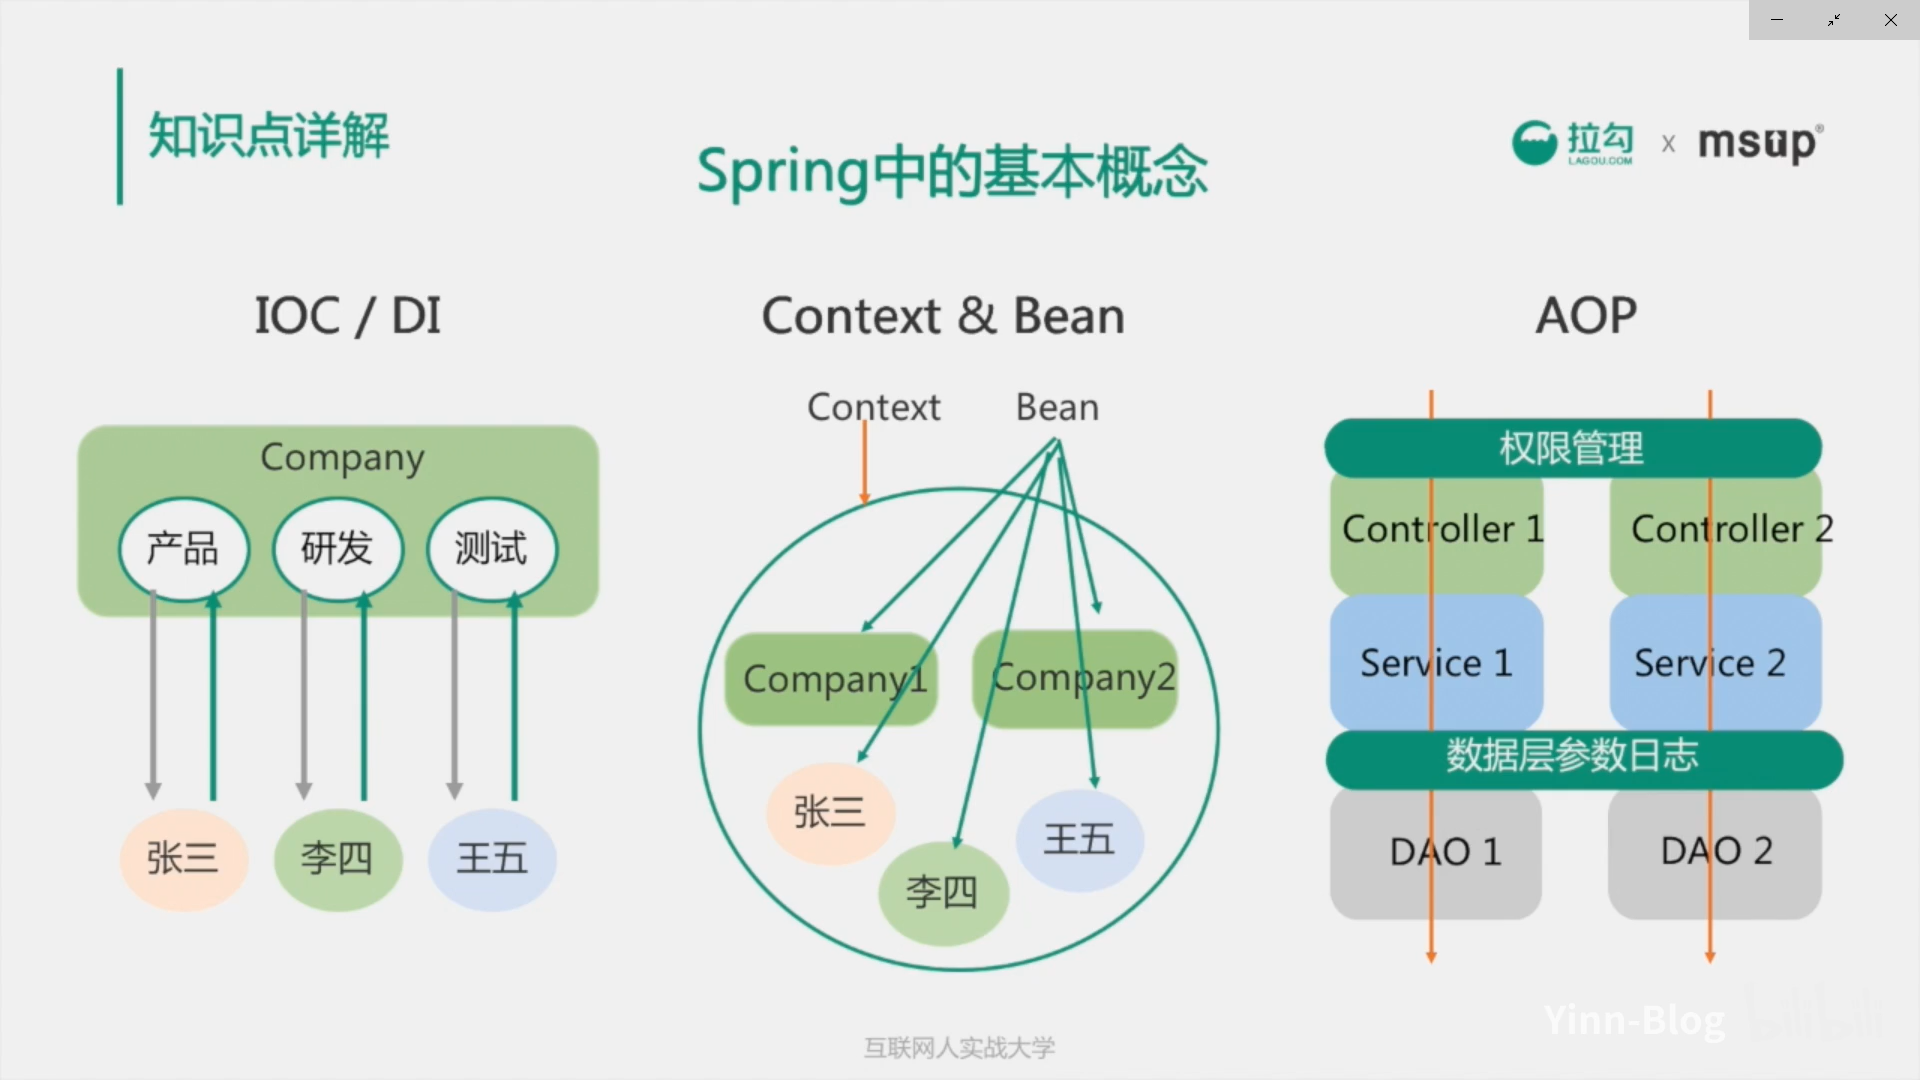 知识点详解
Spring中的基本概念
拉勾
LAGOU.COM
x
msup®
IOC / DI
Context & Bean
AOP
Company
产品
研发
测试
张三
李四
王五
Context
Bean
Company1
Company2
张三
李四
王五
权限管理
Controller 1
Controller 2
Service 1
Service 2
数据层参数日志
DAO 1
DAO 2
Yinn-Blog
bilibili
互联网人实战大学